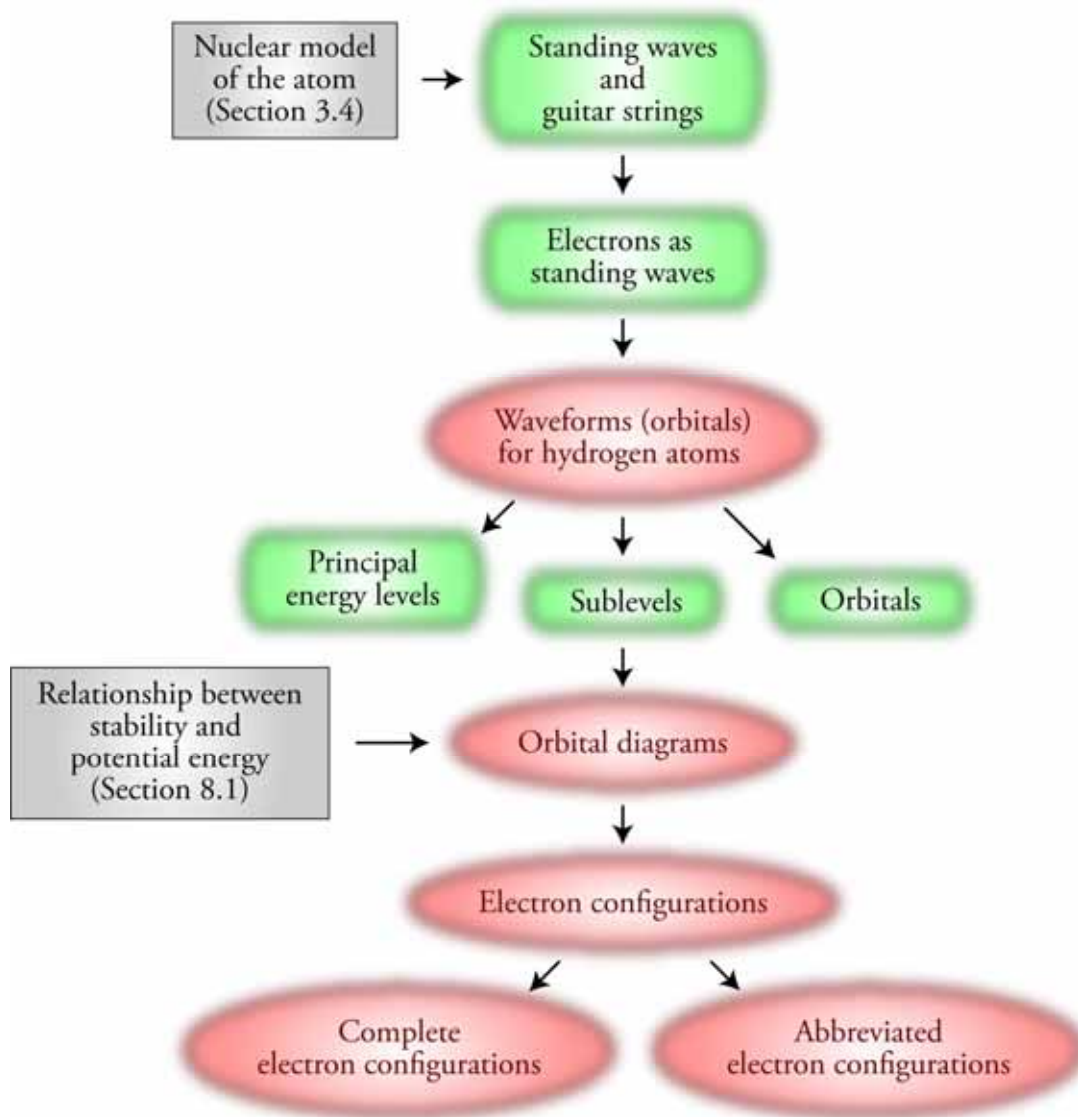 Nuclear model
of the atom
(Section 3.4)
Standing waves
and
guitar strings
Electrons as
standing waves
Waveforms (orbitals)
for hydrogen atoms
Principal
energy levels
Sublevels
Orbitals
Relationship between
stability and
potential energy
(Section 8.1)
Orbital diagrams
Electron configurations
Complete
electron configurations
Abbreviated
electron configurations